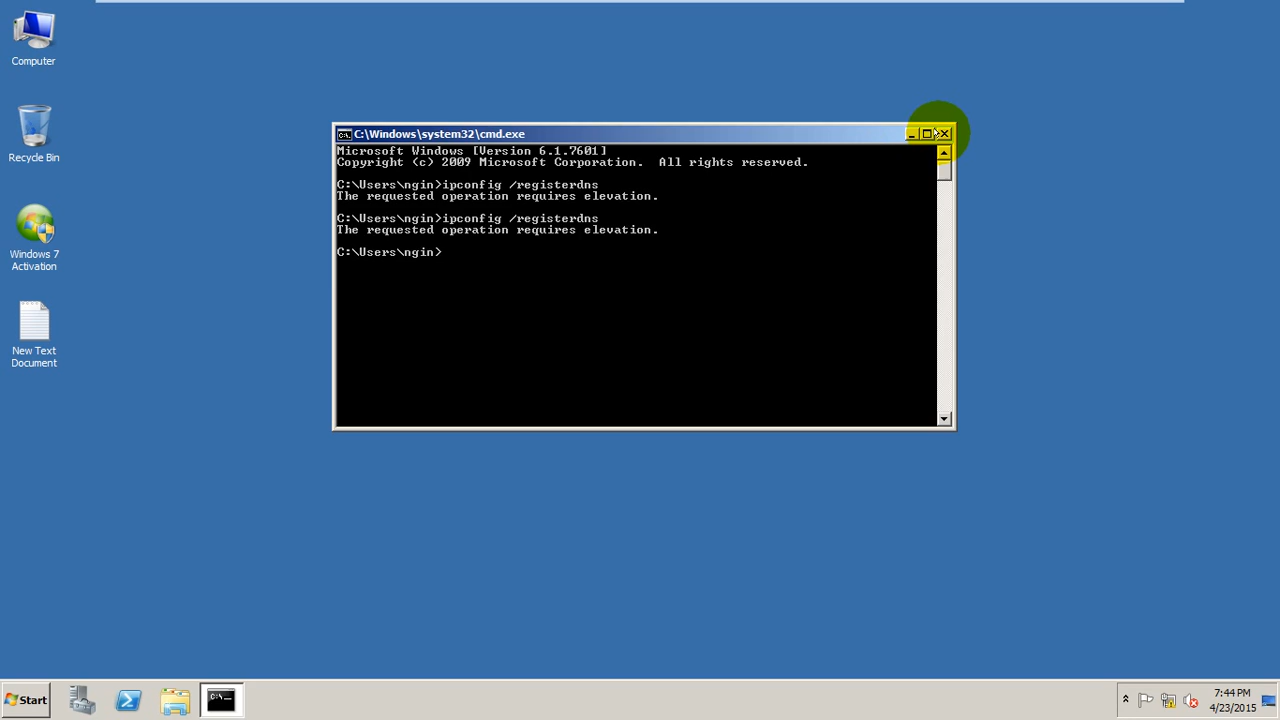 Computer
Recycle Bin
Windows 7
Activation
New Text
Document
C:\Windows\system32\cmd.exe
Microsoft Windows [Version 6.1.7601]
Copyright (c) 2009 Microsoft Corporation.  All rights reserved.
C:\Users\ngin>ipconfig /registerdns
The requested operation requires elevation.
C:\Users\ngin>ipconfig /registerdns
The requested operation requires elevation.
C:\Users\ngin>
Start
7:44 PM
4/23/2015